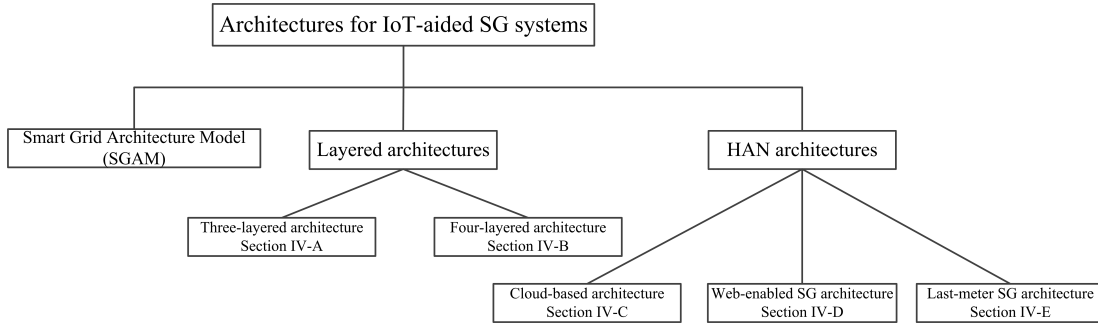 Architectures for IoT-aided SG systems
Smart Grid Architecture Model
(SGAM)
Layered architectures
HAN architectures
Three-layered architecture
Section IV-A
Four-layered architecture
Section IV-B
Cloud-based architecture
Section IV-C
Web-enabled SG architecture
Section IV-D
Last-meter SG architecture
Section IV-E